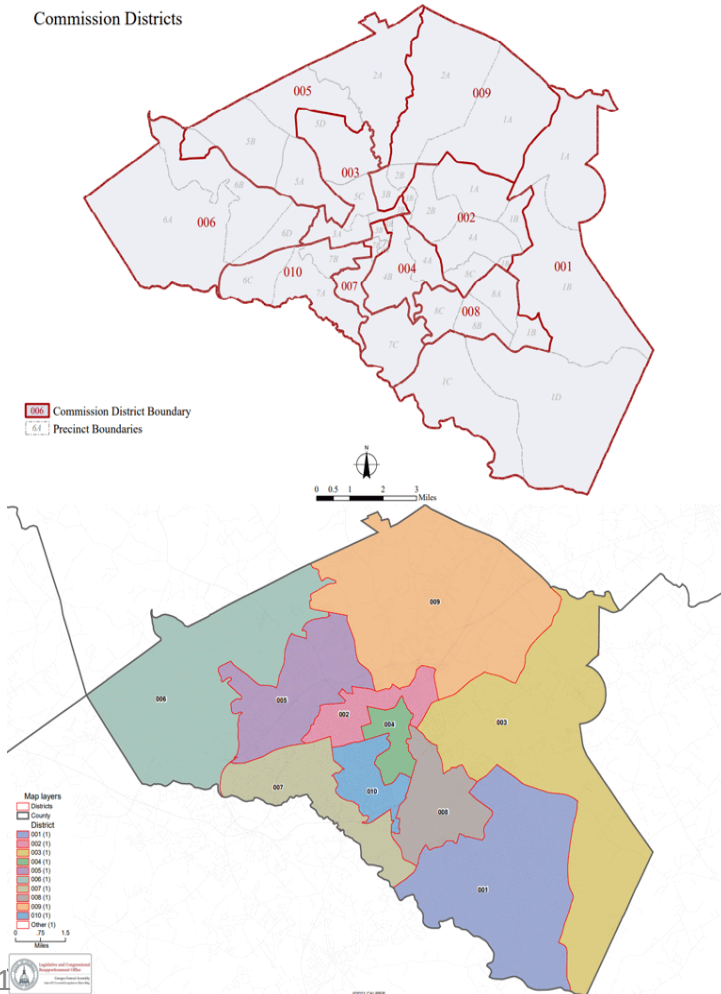 Commission Districts
2A
005
2A
009
5D
1A
5B
1A
003
5A
2B
6B
5C
3B
1A
2B
002
6A
006
1B
6D
4A
7B
4A
004
001
010
8C
6C
4B
1B
007
7A
8A
8C
008
8B
1B
7C
1C
1D
006 Commission District Boundary
6A Precinct Boundaries
N
0 0.5 1 2 3
Miles
009
006
005
002
003
004
007
010
008
001
Map layers
Districts
County
District
001 (1)
002 (1)
003 (1)
004 (1)
005 (1)
006 (1)
007 (1)
008 (1)
009 (1)
010 (1)
Other (1)
0 .75 1.5
Miles
Legislative and Congressional
Reapportionment Office
1